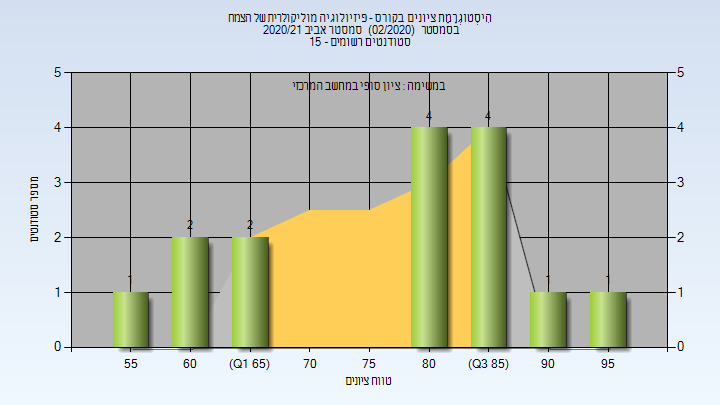 היסטוגרמת ציונים בקורס - פיזיולוגיה מוליקולרית של הצמח
בסמסטר (02/2020) סמסטר אביב 2020/21
סטודנטים רשומים - 15
במשימה : ציון סופי במחשב המרכזי
5 5
4 4
3 3
2 2
1 1
0 0
1 2 2 4 4 1 1
מספר סטודנטים
55 60 (Q1 65) 70 75 80 (Q3 85) 90 95
טווח ציונים